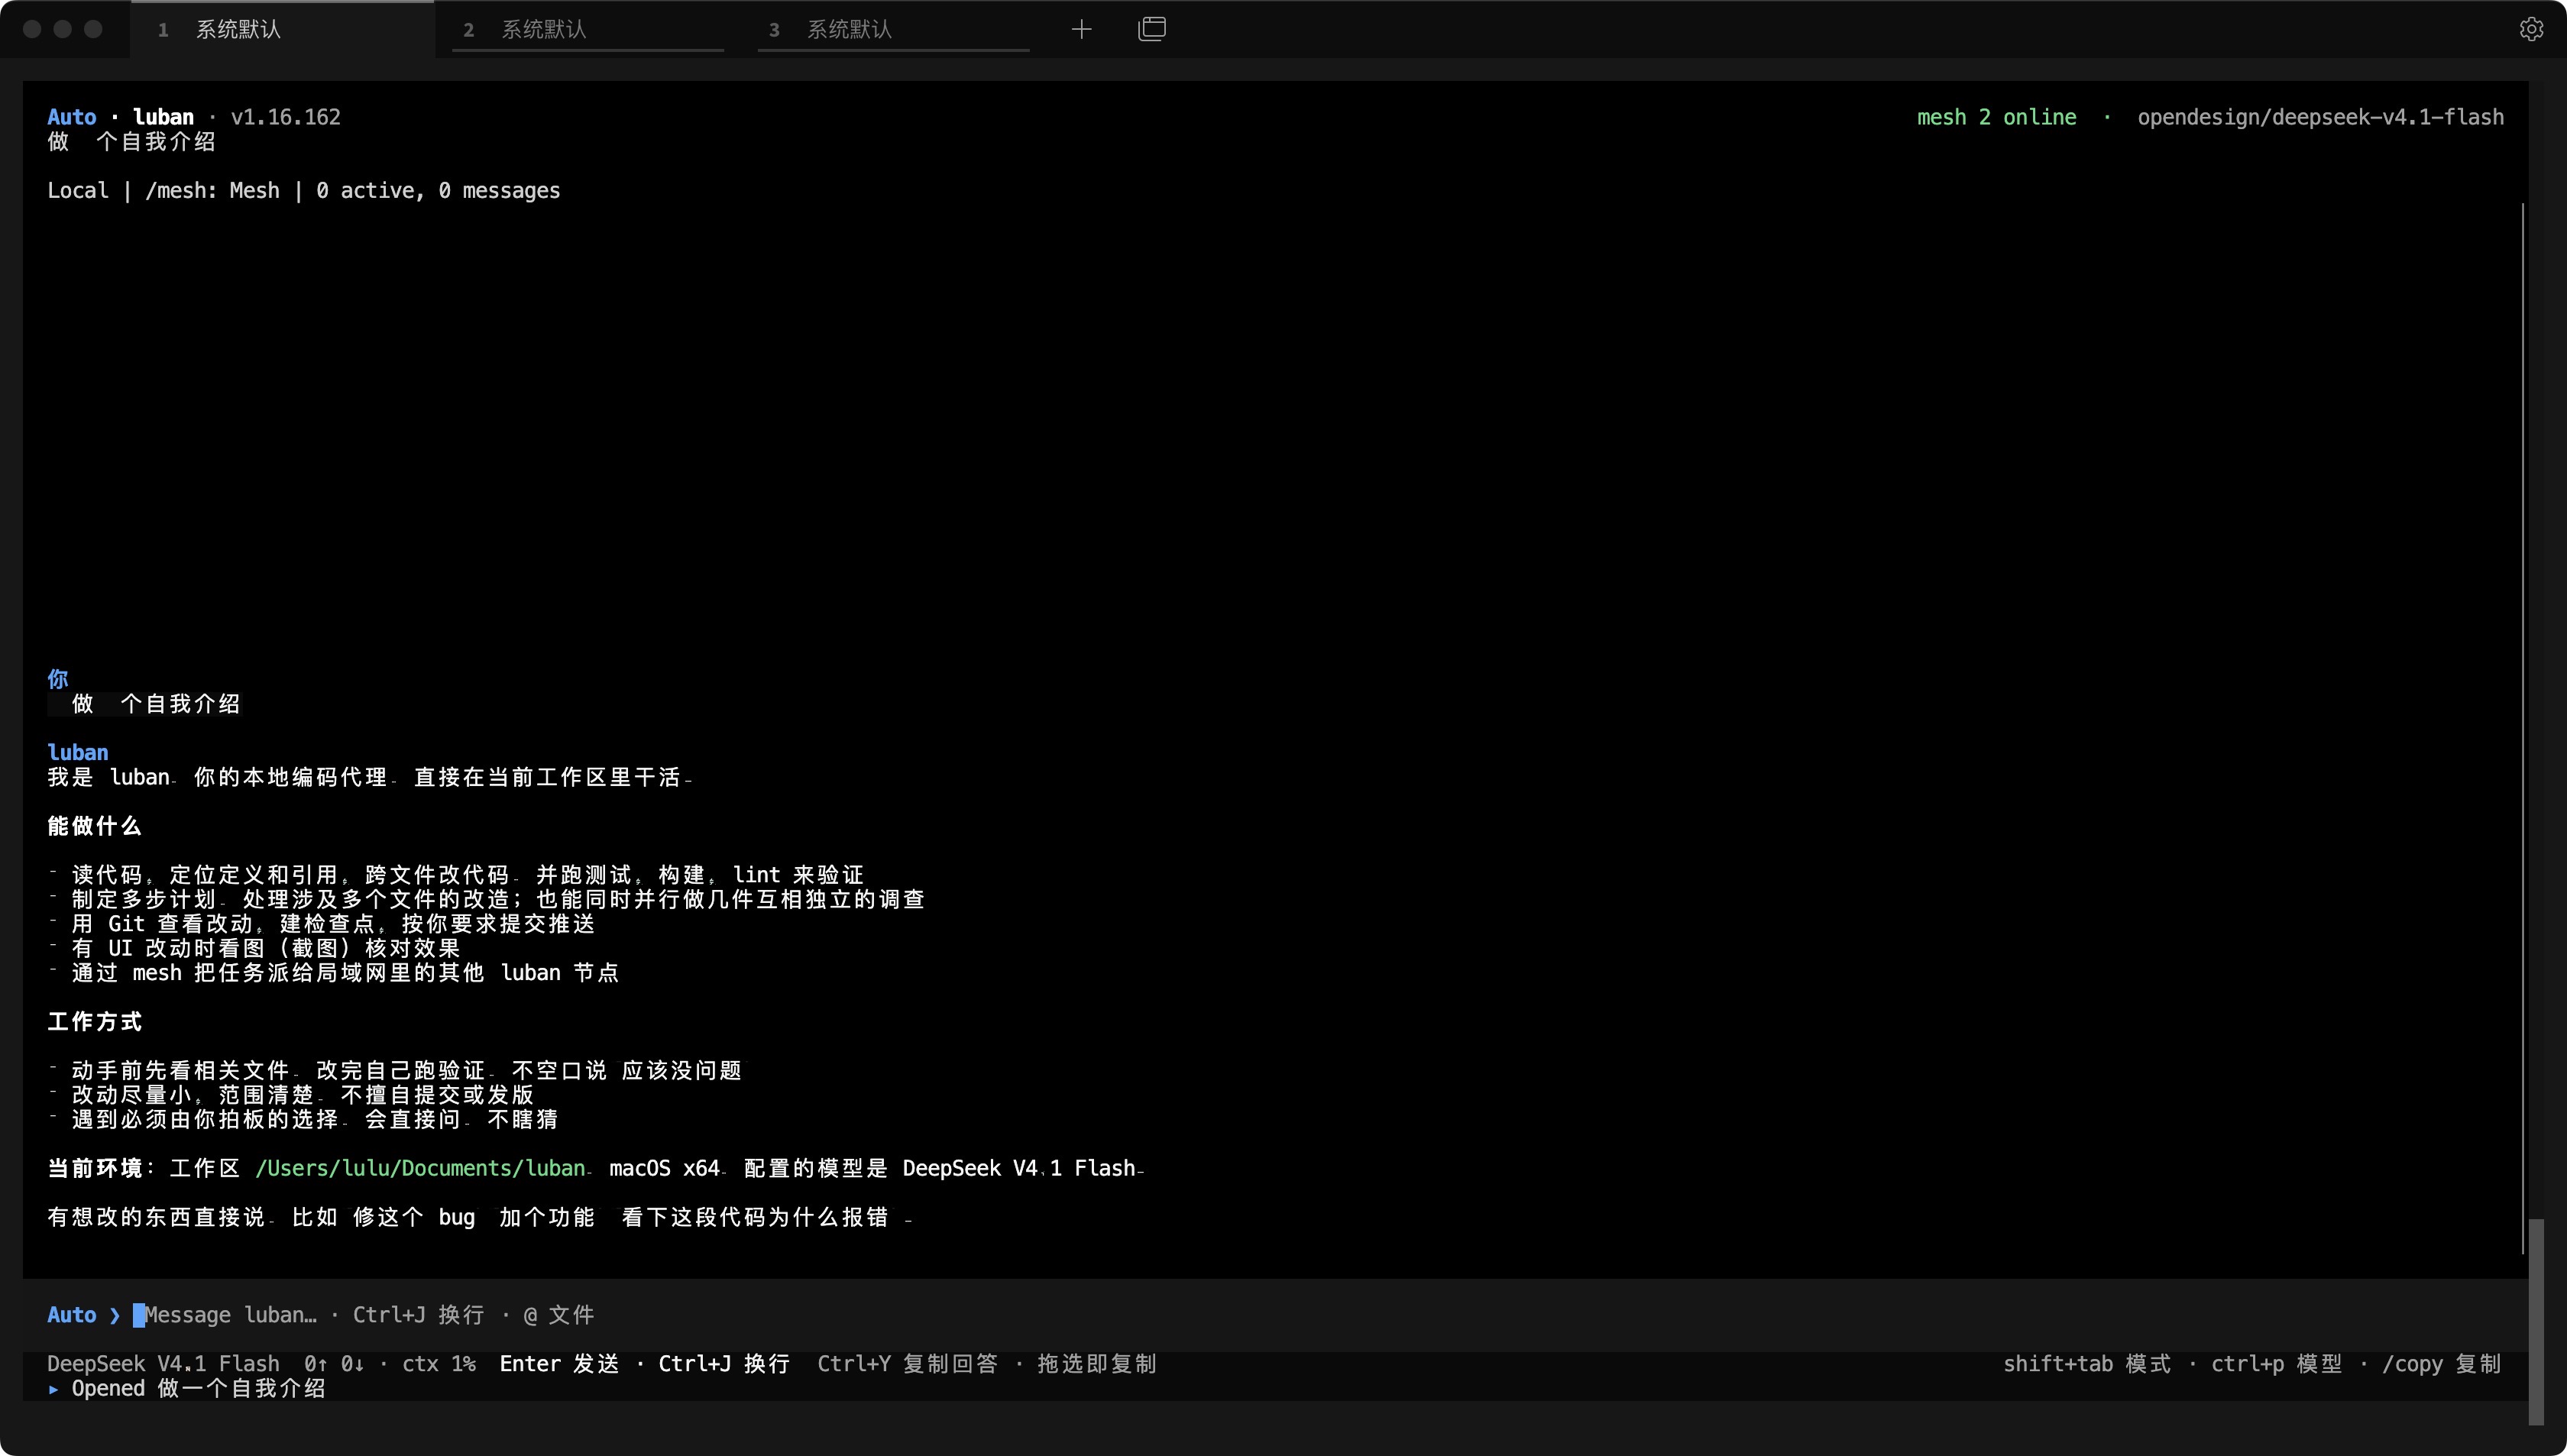 1 系统默认 2 系统默认 3 系统默认
Auto · luban · v1.16.162 mesh 2 online · opendesign/deepseek-v4.1-flash
做 个自我介绍
Local | /mesh: Mesh | 0 active, 0 messages
你
做 个自我介绍
luban
我是 luban 你的本地编码代理 直接在当前工作区里干活
能做什么
- 读代码, 定位定义和引用, 跨文件改代码 并跑测试, 构建, lint 来验证
- 制定多步计划 处理涉及多个文件的改造；也能同时并行做几件互相独立的调查
- 用 Git 查看改动, 建检查点, 按你要求提交推送
- 有 UI 改动时看图（截图）核对效果
- 通过 mesh 把任务派给局域网里的其他 luban 节点
工作方式
- 动手前先看相关文件 改完自己跑验证 不空口说 应该没问题
- 改动尽量小, 范围清楚 不擅自提交或发版
- 遇到必须由你拍板的选择 会直接问 不瞎猜
当前环境: 工作区 /Users/lulu/Documents/luban macOS x64 配置的模型是 DeepSeek V4.1 Flash
有想改的东西直接说 比如 修这个 bug 加个功能 看下这段代码为什么报错
Auto ❯ Message luban… · Ctrl+J 换行 · @ 文件
DeepSeek V4.1 Flash 0↑ 0↓ · ctx 1% Enter 发送 · Ctrl+J 换行 Ctrl+Y 复制回答 · 拖选即复制 shift+tab 模式 · ctrl+p 模型 · /copy 复制
▸ Opened 做一个自我介绍